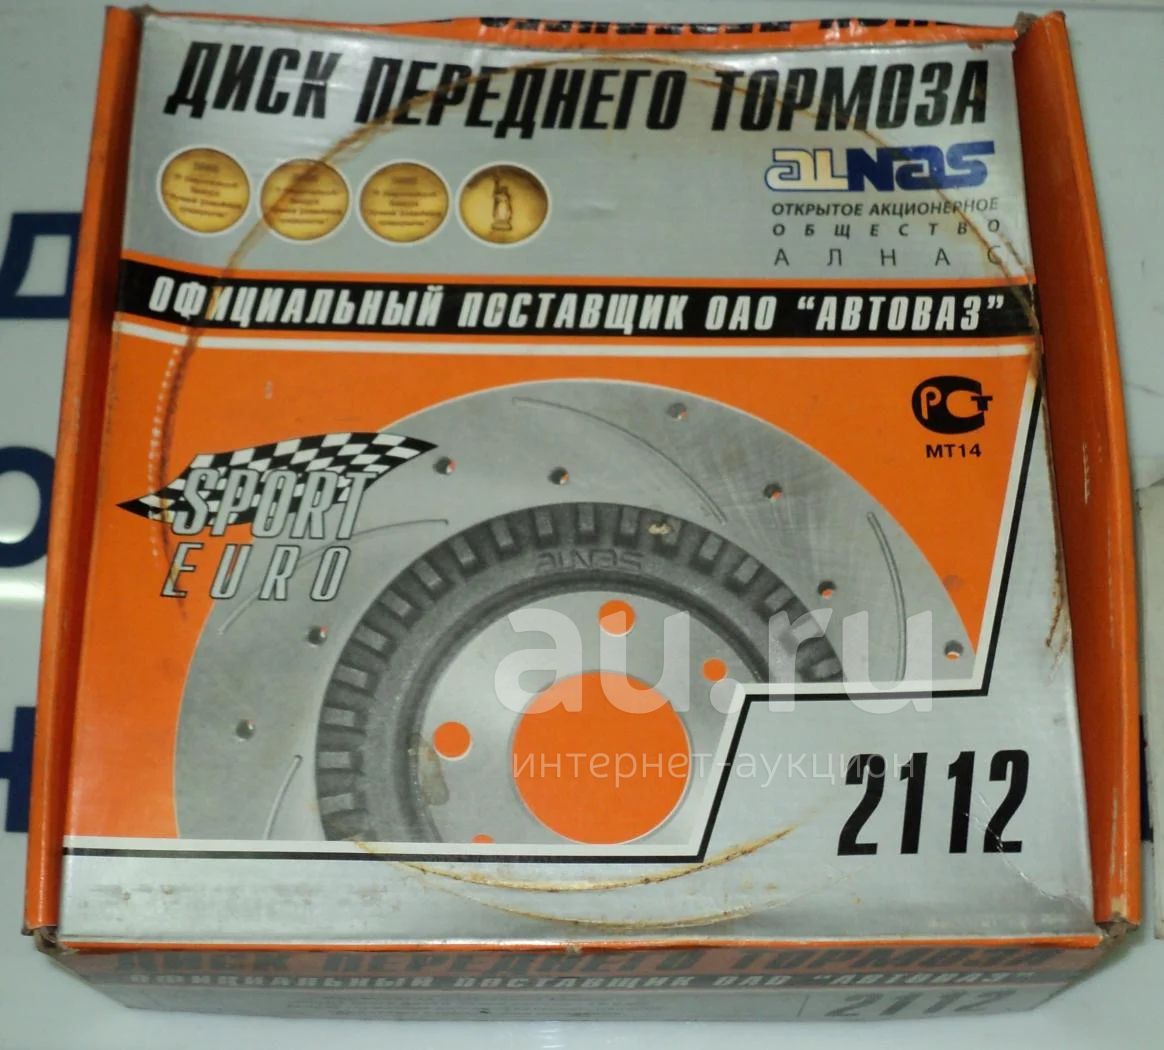 ДИСК ПЕРЕДНЕГО ТОРМОЗА
ALNAS
ОТКРЫТОЕ АКЦИОНЕРНОЕ
ОБЩЕСТВО
АЛНАС
ОФИЦИАЛЬНЫЙ ПОСТАВЩИК ОАО "АВТОВАЗ"
РСТ
МТ14
SPORT
EURO
ALNAS
au.ru
интернет-аукцион
2112
ДИСК ПЕРЕДНЕГО ТОРМОЗА
ОФИЦИАЛЬНЫЙ ПОСТАВЩИК ОАО "АВТОВАЗ"
2112